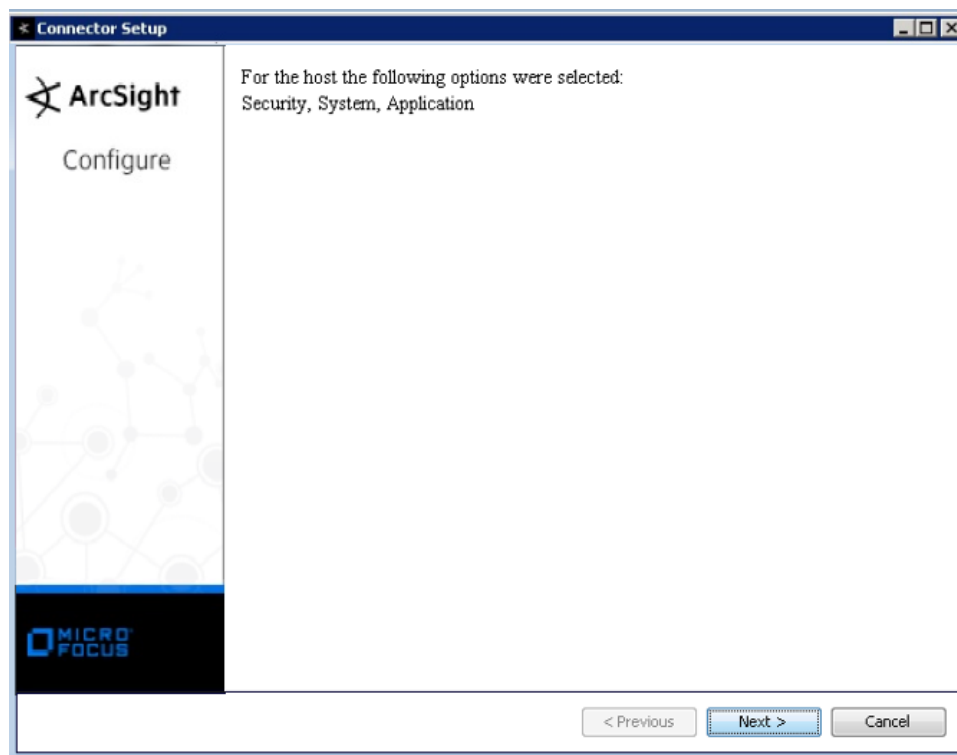 Connector Setup
ArcSight
Configure
For the host the following options were selected:
Security, System, Application
MICRO
FOCUS
< Previous
Next >
Cancel